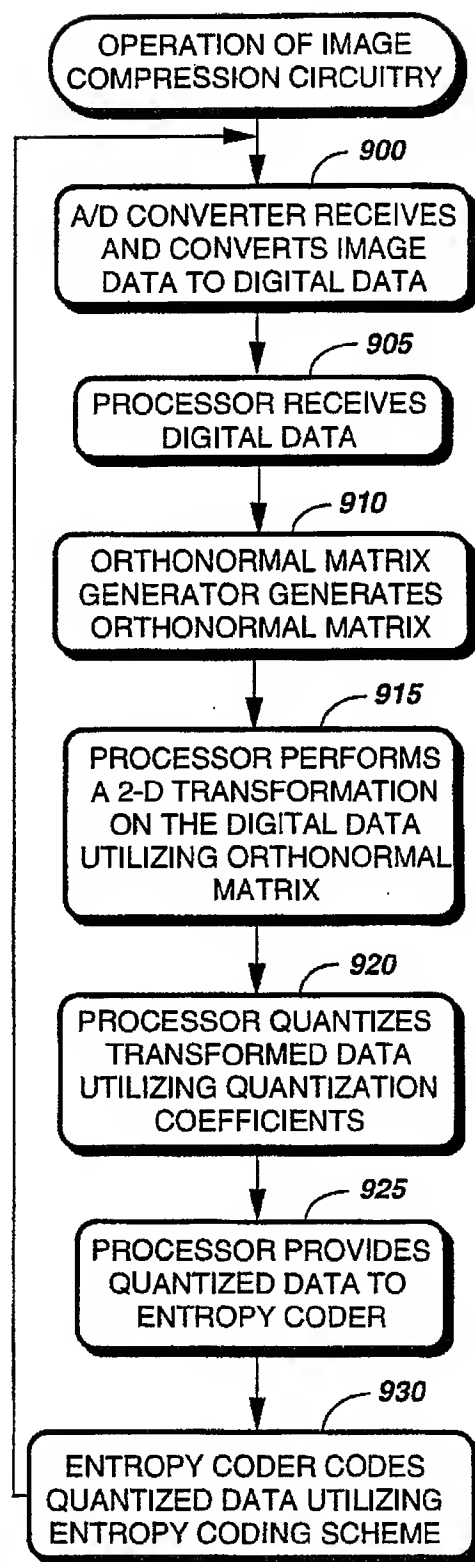 OPERATION OF IMAGE
COMPRESSION CIRCUITRY
900
A/D CONVERTER RECEIVES
AND CONVERTS IMAGE
DATA TO DIGITAL DATA
905
PROCESSOR RECEIVES
DIGITAL DATA
910
ORTHONORMAL MATRIX
GENERATOR GENERATES
ORTHONORMAL MATRIX
915
PROCESSOR PERFORMS
A 2-D TRANSFORMATION
ON THE DIGITAL DATA
UTILIZING ORTHONORMAL
MATRIX
920
PROCESSOR QUANTIZES
TRANSFORMED DATA
UTILIZING QUANTIZATION
COEFFICIENTS
925
PROCESSOR PROVIDES
QUANTIZED DATA TO
ENTROPY CODER
930
ENTROPY CODER CODES
QUANTIZED DATA UTILIZING
ENTROPY CODING SCHEME